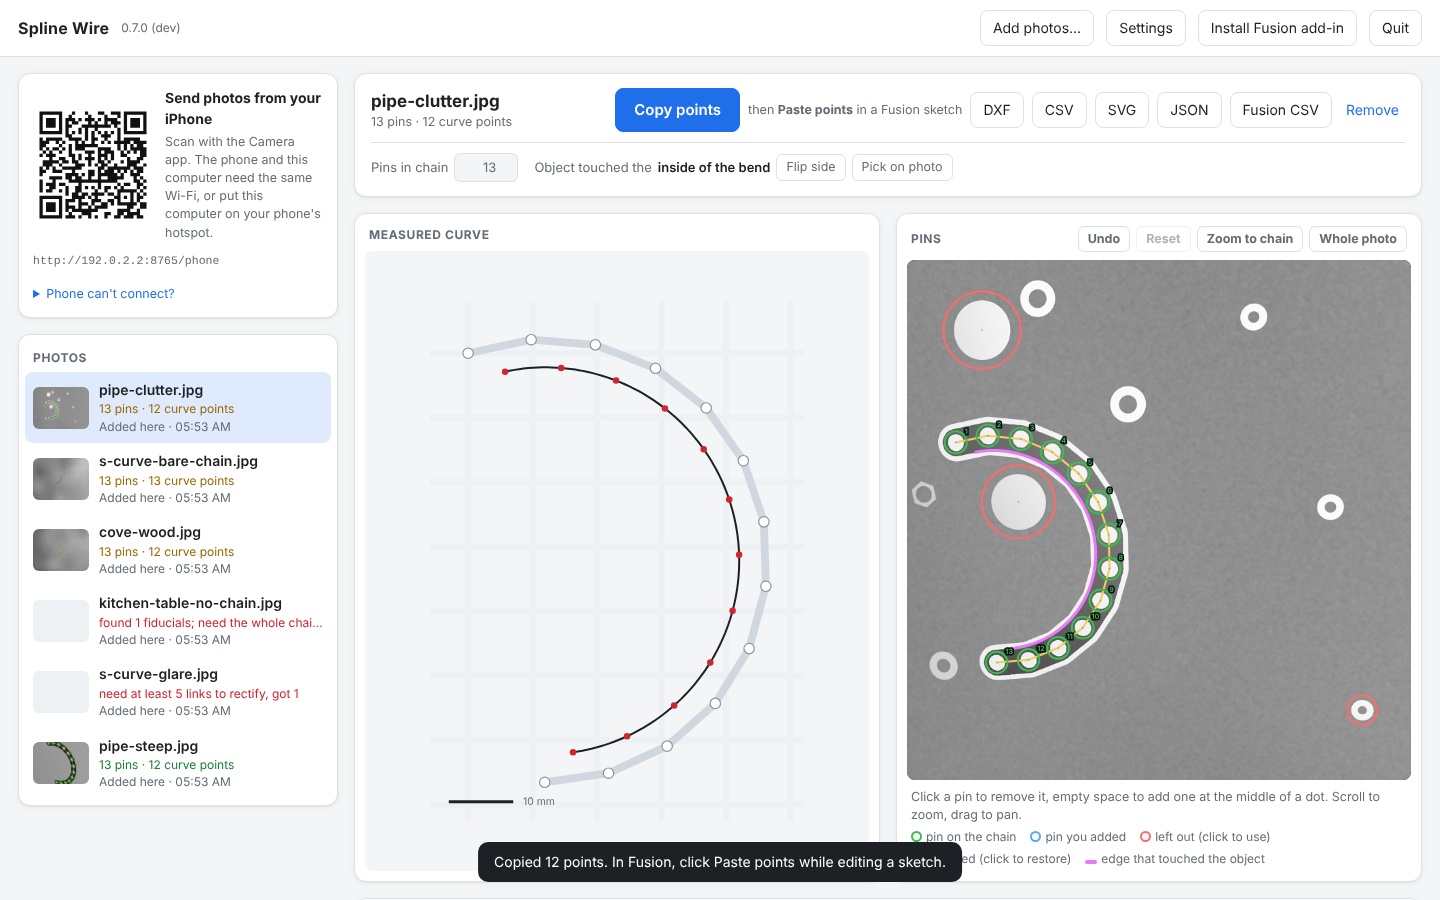 Spline Wire 0.7.0 (dev)
Add photos... Settings Install Fusion add-in Quit
Send photos from your
iPhone
Scan with the Camera
app. The phone and this
computer need the same
Wi-Fi, or put this
computer on your phone's
hotspot.
http://192.0.2.2:8765/phone
Phone can't connect?
PHOTOS
pipe-clutter.jpg
13 pins · 12 curve points
Added here · 05:53 AM
s-curve-bare-chain.jpg
13 pins · 13 curve points
Added here · 05:53 AM
cove-wood.jpg
13 pins · 12 curve points
Added here · 05:53 AM
kitchen-table-no-chain.jpg
found 1 fiducials; need the whole chai...
Added here · 05:53 AM
s-curve-glare.jpg
need at least 5 links to rectify, got 1
Added here · 05:53 AM
pipe-steep.jpg
13 pins · 12 curve points
Added here · 05:53 AM
pipe-clutter.jpg
13 pins · 12 curve points
Copy points then Paste points in a Fusion sketch DXF CSV SVG JSON Fusion CSV Remove
Pins in chain 13 Object touched the inside of the bend Flip side Pick on photo
MEASURED CURVE
10 mm
PINS Undo Reset Zoom to chain Whole photo
1
2
3
4
5
6
7
8
9
10
11
12
13
Click a pin to remove it, empty space to add one at the middle of a dot. Scroll to
zoom, drag to pan.
pin on the chain pin you added left out (click to use)
ed (click to restore) edge that touched the object
Copied 12 points. In Fusion, click Paste points while editing a sketch.